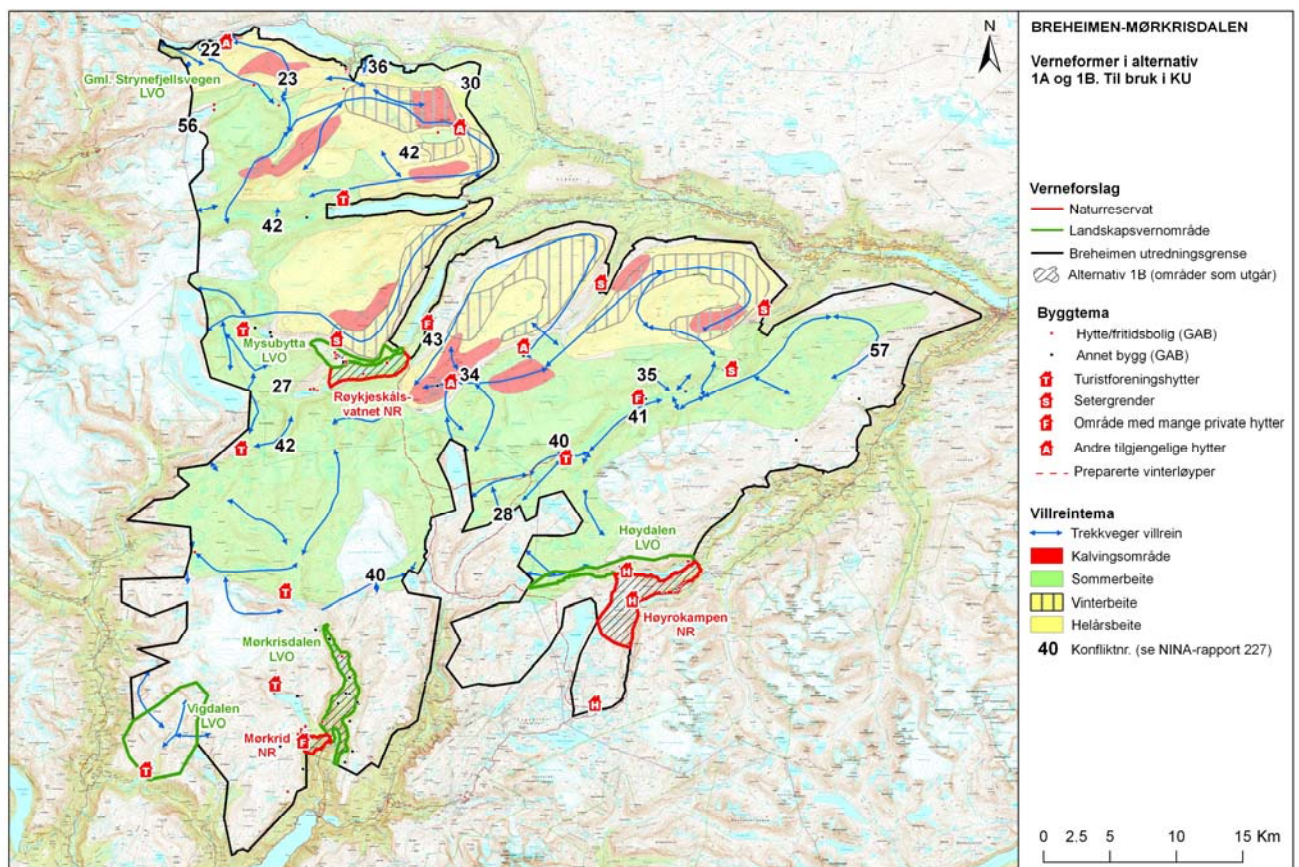 22
23
36
30
Gml. Strynefjellsvegen
LVO
56
42
42
Mysubytta
LVO
43
34
35
57
27
Røykjeskåls-
vatnet NR
41
42
40
28
Høydalen
LVO
40
Høyrokampen
NR
Mørkrisdalen
LVO
Vigdalen
LVO
Mørkrid
NR
A
A
T
T
S
F
S
S
A
A
S
F
T
T
T
H
H
H
T
F
T
N
BREHEIMEN-MØRKRISDALEN
Verneformer i alternativ
1A og 1B. Til bruk i KU
Verneforslag
Naturreservat
Landskapsvernområde
Breheimen utredningsgrense
Alternativ 1B (områder som utgår)
Byggtema
Hytte/fritidsbolig (GAB)
Annet bygg (GAB)
T Turistforeningshytter
S Setergrender
F Område med mange private hytter
A Andre tilgjengelige hytter
Preparerte vinterløyper
Villreintema
Trekkveger villrein
Kalvingsområde
Sommerbeite
Vinterbeite
Helårsbeite
40 Konfliktnr. (se NINA-rapport 227)
0 2.5 5 10 15 Km